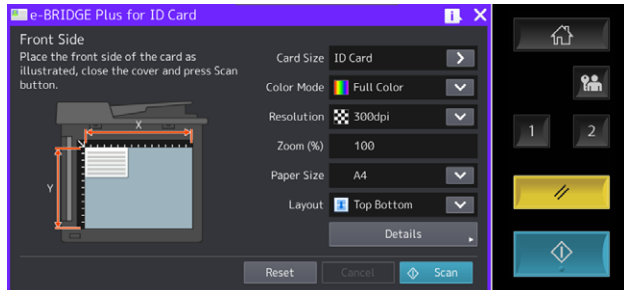 e-BRIDGE Plus for ID Card
Front Side
Place the front side of the card as
illustrated, close the cover and press Scan
button.
X
Y
Card Size ID Card
Color Mode Full Color
Resolution 300dpi
Zoom (%) 100
Paper Size A4
Layout Top Bottom
Details
Reset Cancel Scan
1 2